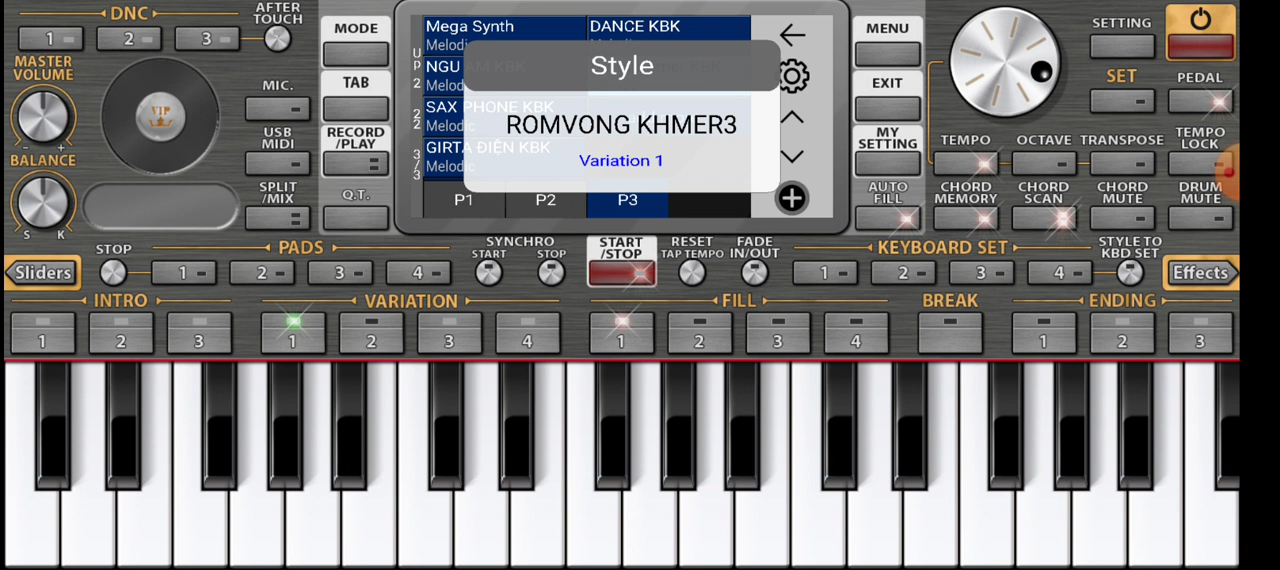 DNC
1
2
3
AFTER
TOUCH
MASTER
VOLUME
- +
VIP
BALANCE
S K
MIC.
USB
MIDI
SPLIT
/MIX
MODE
TAB
RECORD
/PLAY
Q.T.
Mega Synth
Melodic
DANCE KBK
NGU
AM KBK
Melod
SAX PHONE KBK
Melodic
GIRTA ĐIỆN KBK
Melodic
Style
ROMVONG KHMER3
Variation 1
P1
P2
P3
MENU
EXIT
MY
SETTING
AUTO
FILL
SETTING
SET
PEDAL
TEMPO
OCTAVE
TRANSPOSE
TEMPO
LOCK
CHORD
MEMORY
CHORD
SCAN
CHORD
MUTE
DRUM
MUTE
Sliders
STOP
PADS
1
2
3
4
SYNCHRO
START
STOP
START
/STOP
RESET
TAP TEMPO
FADE
IN/OUT
KEYBOARD SET
1
2
3
4
STYLE TO
KBD SET
Effects
INTRO
1
2
3
VARIATION
1
2
3
4
FILL
1
2
3
4
BREAK
ENDING
1
2
3